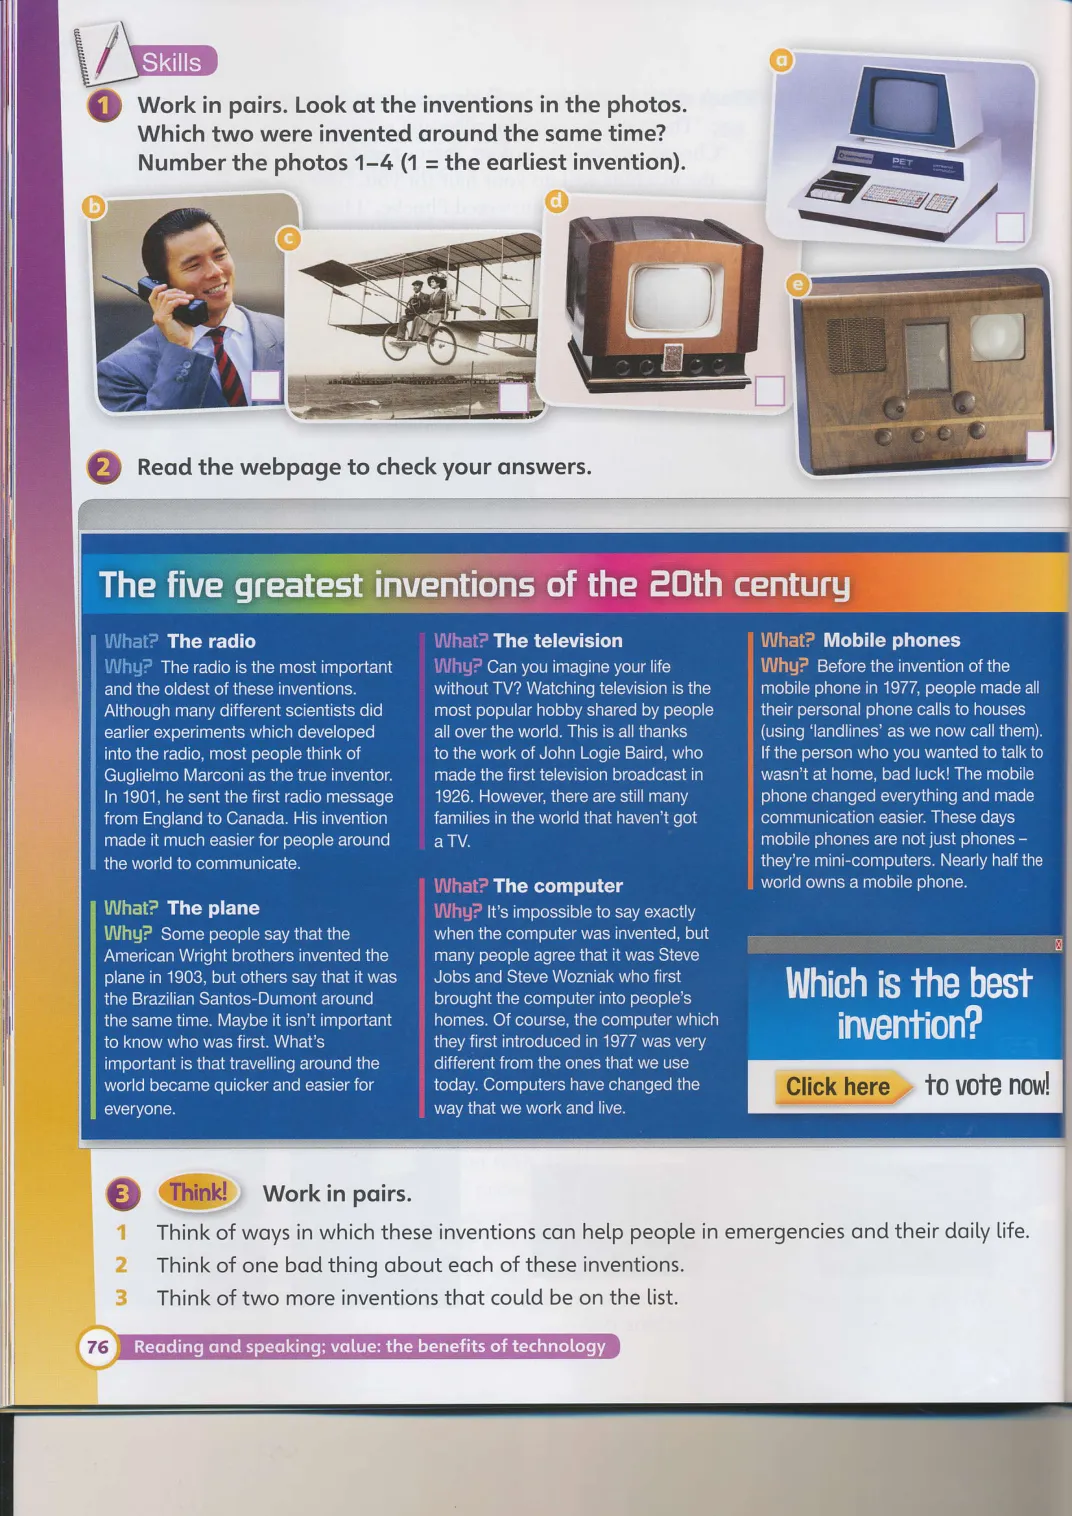 Skills
1 Work in pairs. Look at the inventions in the photos.
Which two were invented around the same time?
Number the photos 1–4 (1 = the earliest invention).
a
PET
b
c
d
e
2 Read the webpage to check your answers.
The five greatest inventions of the 20th century
What? The radio
Why? The radio is the most important
and the oldest of these inventions.
Although many different scientists did
earlier experiments which developed
into the radio, most people think of
Guglielmo Marconi as the true inventor.
In 1901, he sent the first radio message
from England to Canada. His invention
made it much easier for people around
the world to communicate.
What? The plane
Why? Some people say that the
American Wright brothers invented the
plane in 1903, but others say that it was
the Brazilian Santos-Dumont around
the same time. Maybe it isn't important
to know who was first. What's
important is that travelling around the
world became quicker and easier for
everyone.
What? The television
Why? Can you imagine your life
without TV? Watching television is the
most popular hobby shared by people
all over the world. This is all thanks
to the work of John Logie Baird, who
made the first television broadcast in
1926. However, there are still many
families in the world that haven't got
a TV.
What? The computer
Why? It's impossible to say exactly
when the computer was invented, but
many people agree that it was Steve
Jobs and Steve Wozniak who first
brought the computer into people's
homes. Of course, the computer which
they first introduced in 1977 was very
different from the ones that we use
today. Computers have changed the
way that we work and live.
What? Mobile phones
Why? Before the invention of the
mobile phone in 1977, people made all
their personal phone calls to houses
(using 'landlines' as we now call them).
If the person who you wanted to talk to
wasn't at home, bad luck! The mobile
phone changed everything and made
communication easier. These days
mobile phones are not just phones –
they're mini-computers. Nearly half the
world owns a mobile phone.
Which is the best
invention?
Click here to vote now!
3 Think! Work in pairs.
1 Think of ways in which these inventions can help people in emergencies and their daily life.
2 Think of one bad thing about each of these inventions.
3 Think of two more inventions that could be on the list.
76 Reading and speaking; value: the benefits of technology